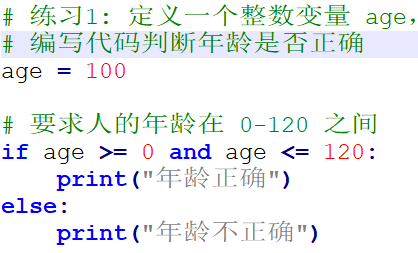 # 练习1: 定义一个整数变量 age,
# 编写代码判断年龄是否正确
age = 100
# 要求人的年龄在 0-120 之间
if age >= 0 and age <= 120:
    print("年龄正确")
else:
    print("年龄不正确")